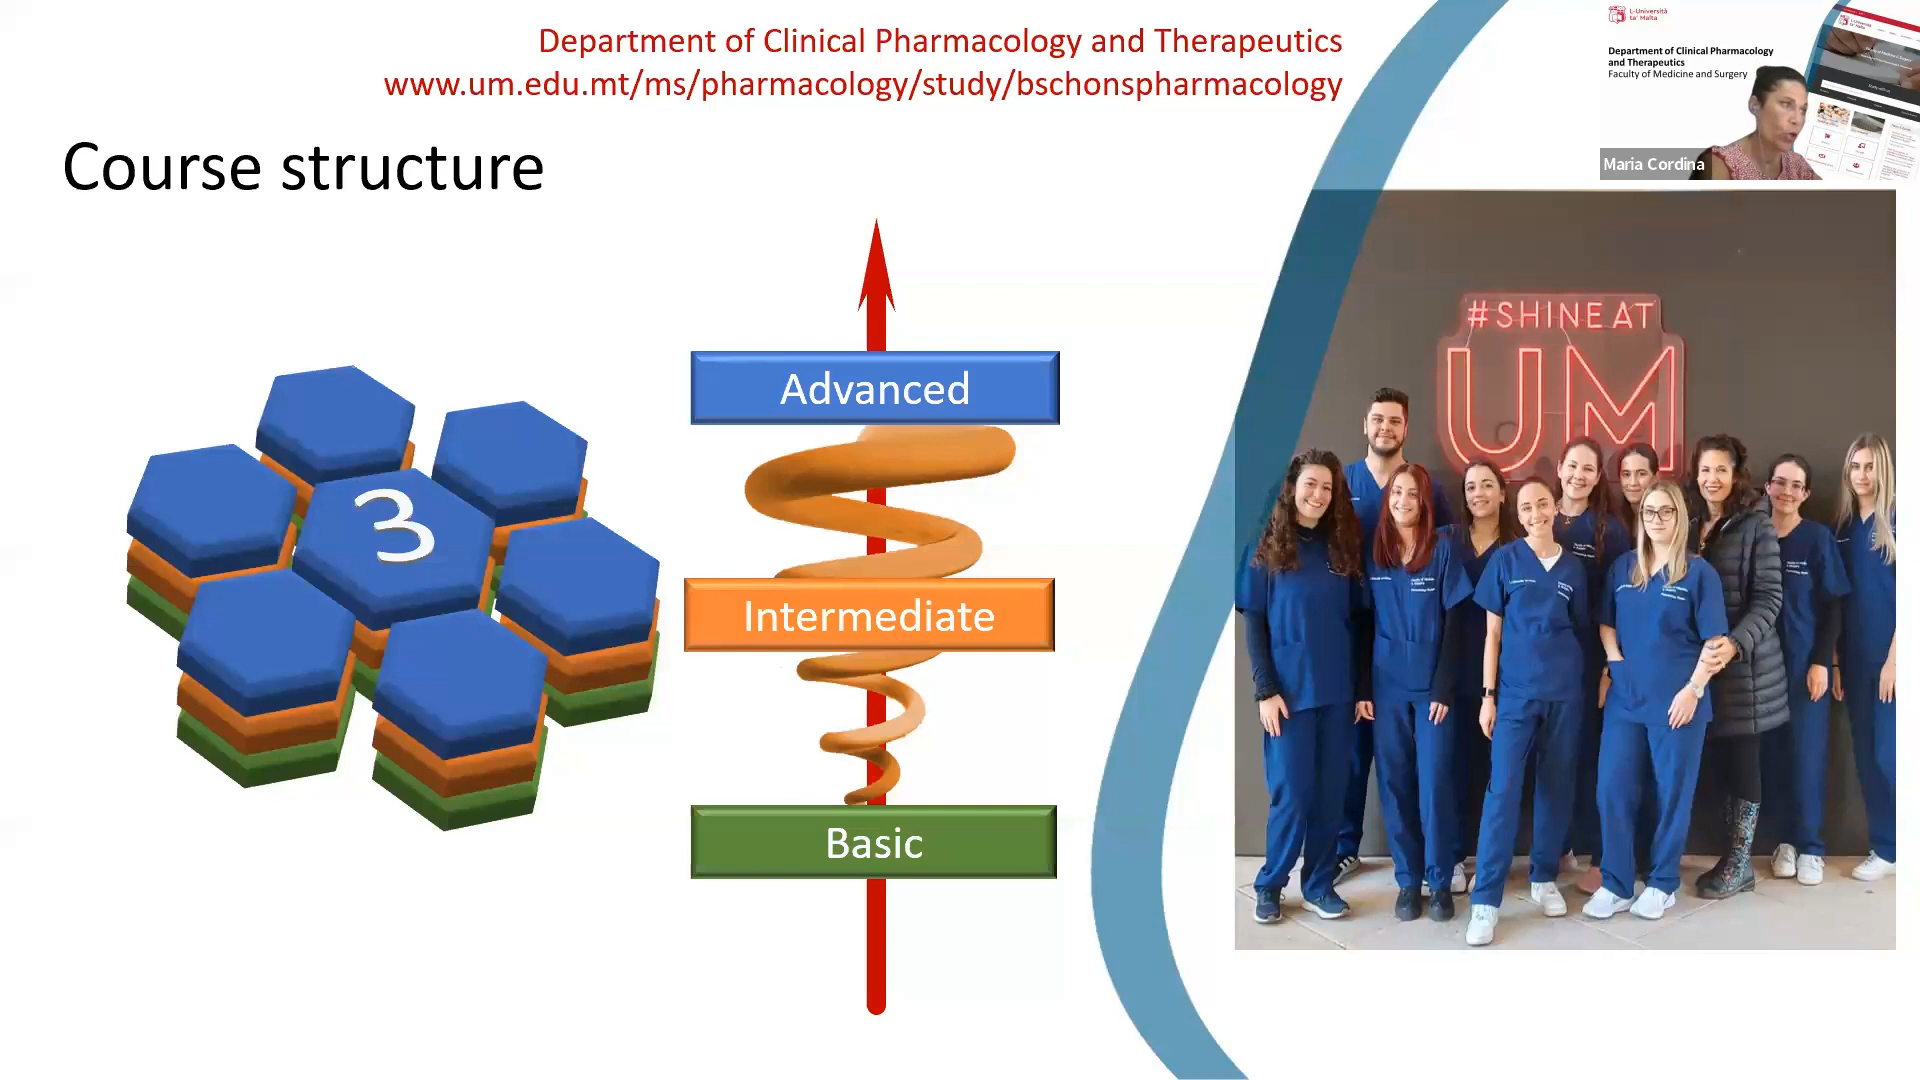 Department of Clinical Pharmacology and Therapeutics
www.um.edu.mt/ms/pharmacology/study/bschonspharmacology
Course structure
3
Advanced
Intermediate
Basic
L-Università
ta' Malta
Department of Clinical Pharmacology
and Therapeutics
Faculty of Medicine and Surgery
Maria Cordina
#SHINE AT
UM